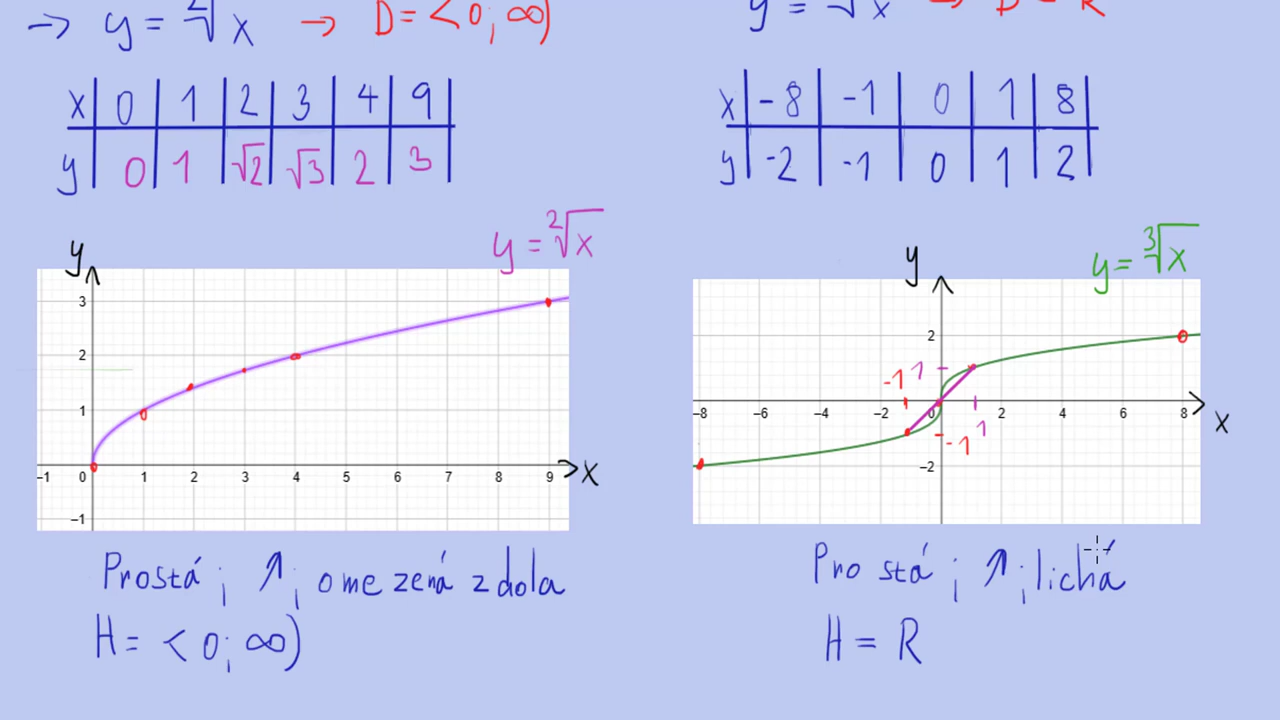 → y = ²√x → D = <0; ∞)
x | 0 | 1 | 2 | 3 | 4 | 9
y | 0 | 1 | √2 | √3 | 2 | 3
y = ²√x
y
3
2
1
−1 0 1 2 3 4 5 6 7 8 9 x
−1
Prostá ; ↑ ; omezená zdola
H = <0; ∞)
y = √x → D = R
x | -8 | -1 | 0 | 1 | 8
y | -2 | -1 | 0 | 1 | 2
y = ³√x
y
2
-1 1
−8 −6 −4 −2 0 2 4 6 8 x
1
-1
−2
Prostá ; ↑ ; lichá
H = R